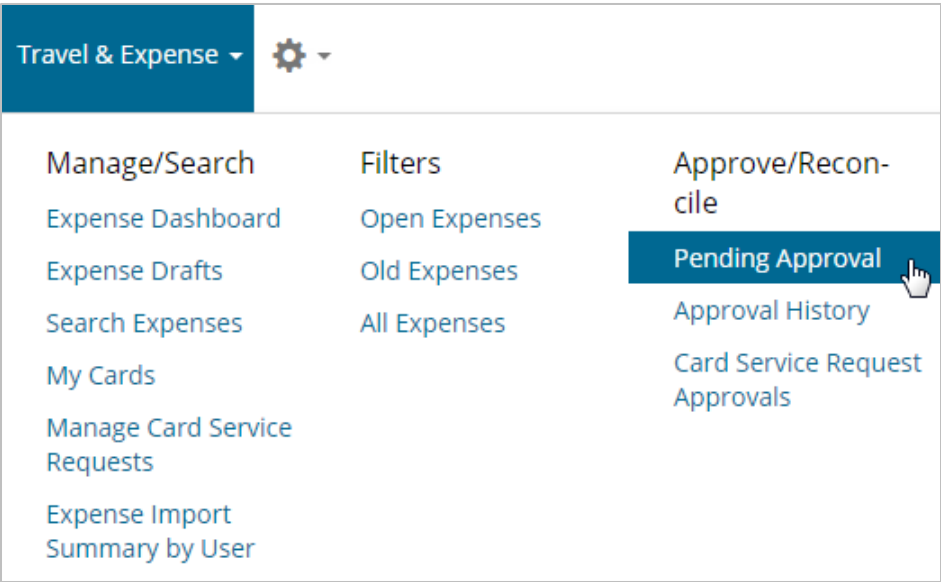 Travel & Expense
Manage/Search
Expense Dashboard
Expense Drafts
Search Expenses
My Cards
Manage Card Service
Requests
Expense Import
Summary by User
Filters
Open Expenses
Old Expenses
All Expenses
Approve/Recon-
cile
Pending Approval
Approval History
Card Service Request
Approvals